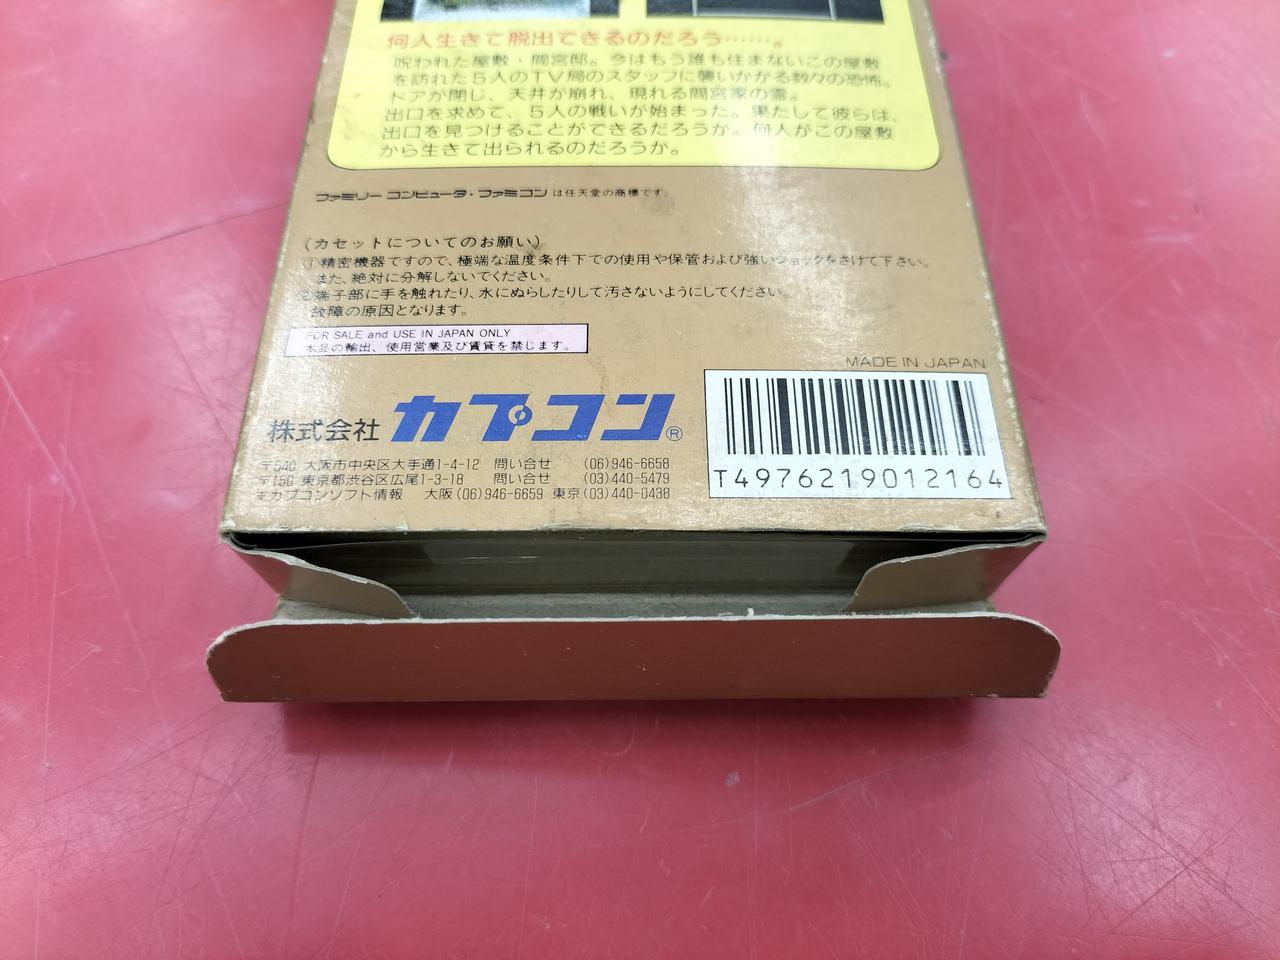 何人生きて脱出できるのだろう……。
呪われた屋敷・間宮邸。今はもう誰も住まないこの屋敷
を訪れた5人のTV局のスタッフに襲いかかる数々の恐怖。
ドアが閉じ、天井が崩れ、現れる間宮家の霊。
出口を求めて、5人の戦いが始まった。果たして彼らは、
出口を見つけることができるだろうか。何人がこの屋敷
から生きて出られるのだろうか。
ファミリーコンピュータ・ファミコンは任天堂の商標です。
(カセットについてのお願い)
①精密機器ですので、極端な温度条件下での使用や保管および強いショックをさけて下さい。
また、絶対に分解しないでください。
②端子部に手を触れたり、水にぬらしたりして汚さないようにしてください。
故障の原因となります。
FOR SALE and USE IN JAPAN ONLY
本品の輸出、使用営業及び賃貸を禁じます。
MADE IN JAPAN
株式会社 カプコン®
〒540 大阪市中央区大手通1-4-12 問い合せ (06)946-6658
〒150 東京都渋谷区広尾1-3-18 問い合せ (03)440-5479
※カプコンソフト情報 大阪(06)946-6659 東京(03)440-0438
T4976219012164